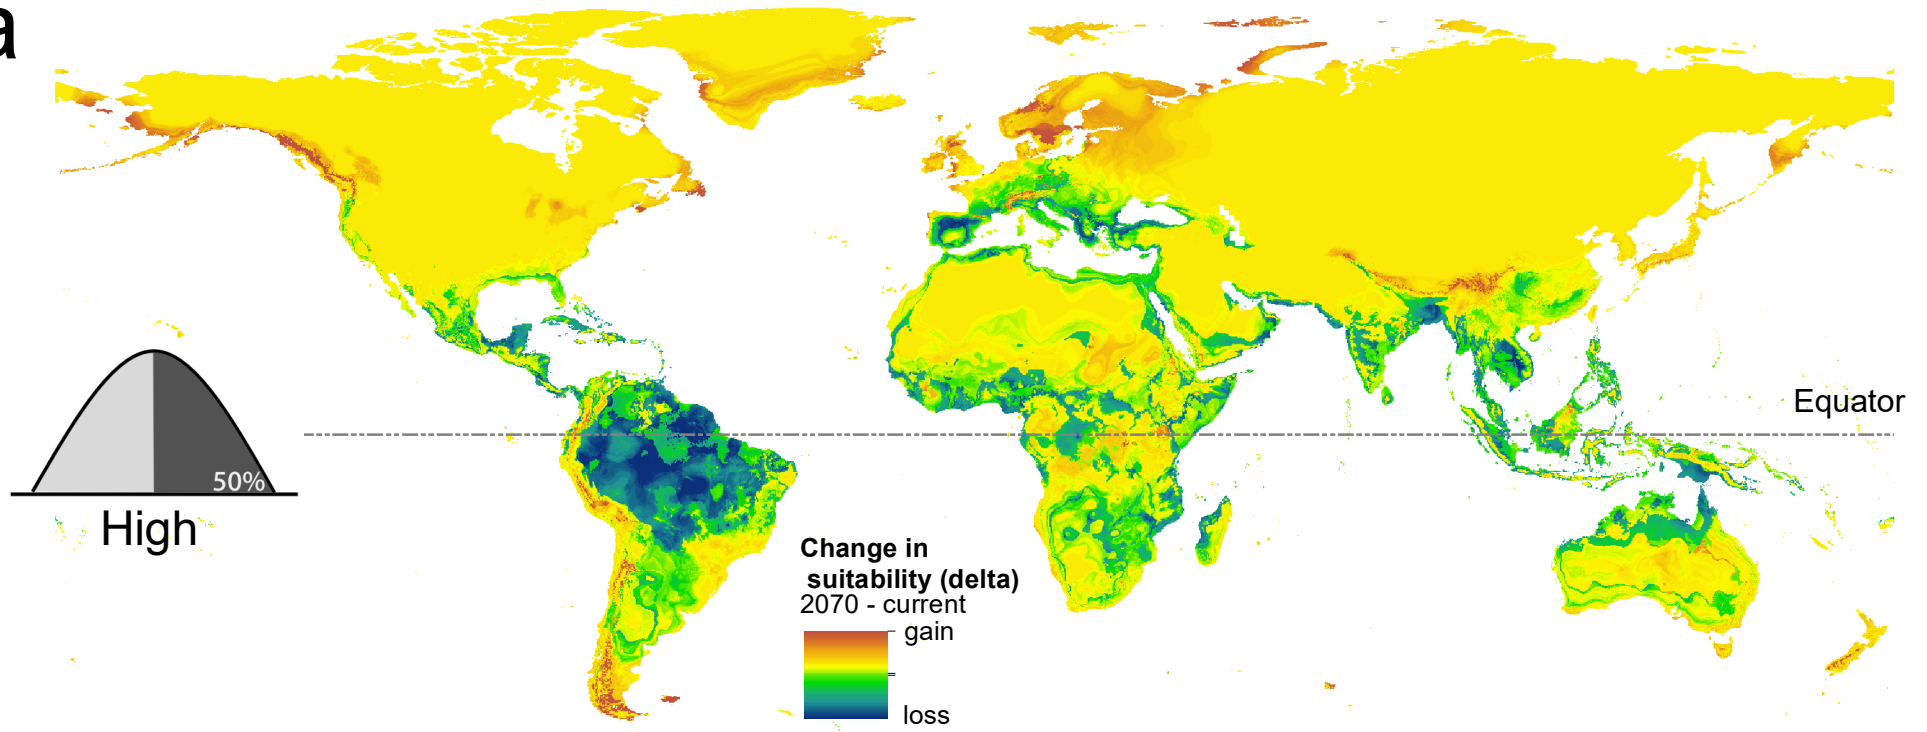 a
Equator
50%
High
Change in
suitability (delta)
2070 - current
gain
loss